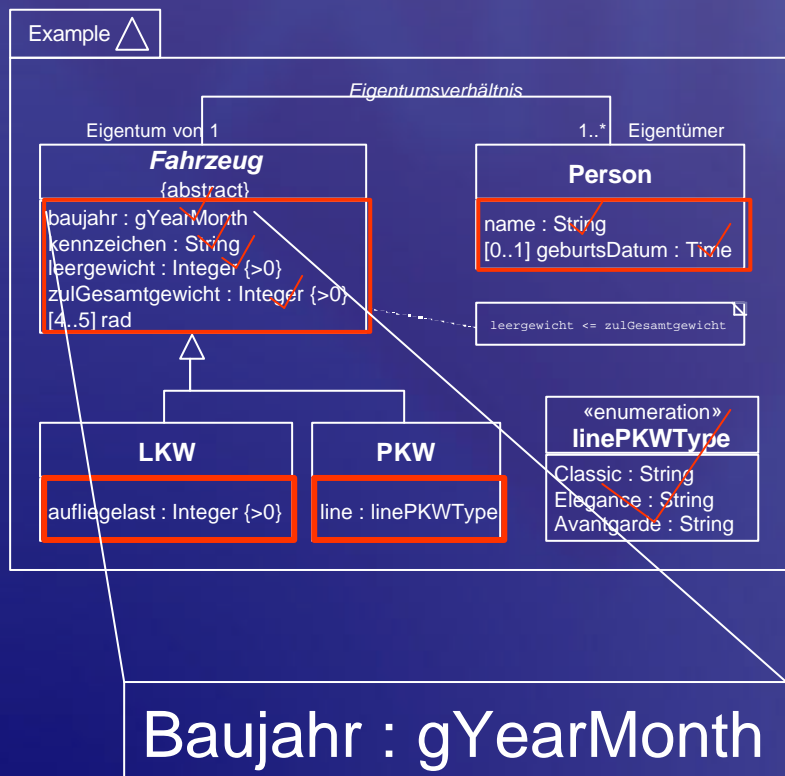 Example
Eigentumsverhältnis
Eigentum von 1
1..* Eigentümer
Fahrzeug
{abstract}
baujahr : gYearMonth
kennzeichen : String
leergewicht : Integer {>0}
zulGesamtgewicht : Integer {>0}
[4..5] rad
Person
name : String
[0..1] geburtsDatum : Time
leergewicht <= zulGesamtgewicht
LKW
aufliegelast : Integer {>0}
PKW
line : linePKWType
«enumeration»
linePKWType
Classic : String
Elegance : String
Avantgarde : String
Baujahr : gYearMonth